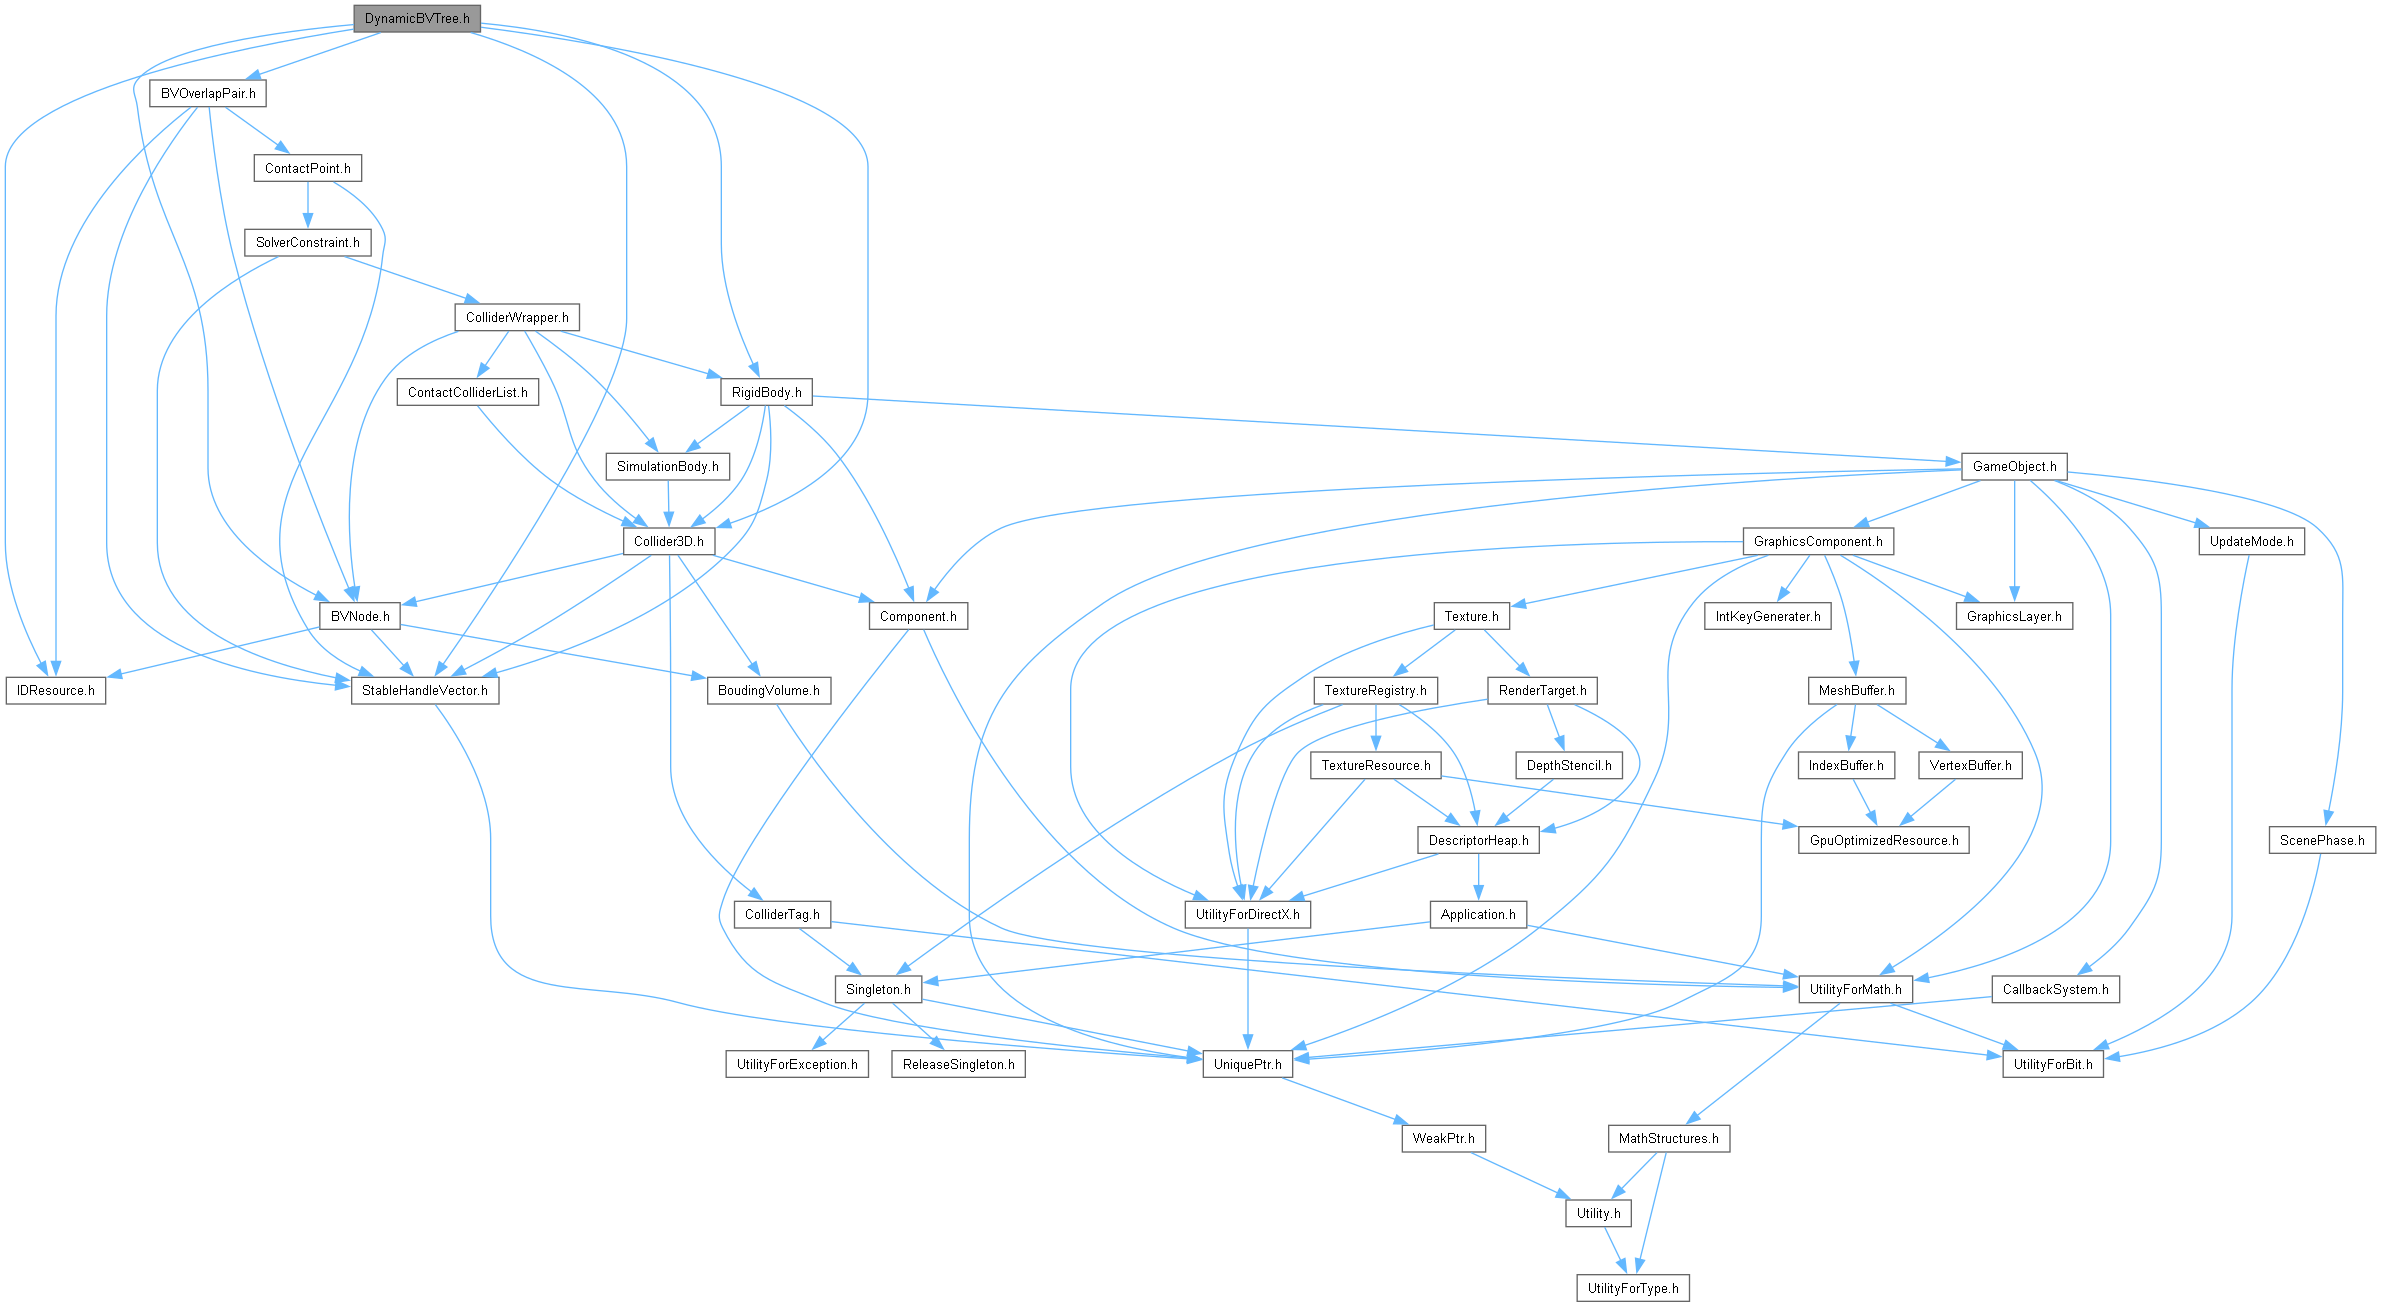 DynamicBVTree.h
BVOverlapPair.h
ContactPoint.h
SolverConstraint.h
ColliderWrapper.h
ContactColliderList.h
RigidBody.h
SimulationBody.h
GameObject.h
Collider3D.h
GraphicsComponent.h
UpdateMode.h
BVNode.h
Component.h
Texture.h
IntKeyGenerater.h
GraphicsLayer.h
IDResource.h
StableHandleVector.h
BoudingVolume.h
TextureRegistry.h
RenderTarget.h
MeshBuffer.h
TextureResource.h
DepthStencil.h
IndexBuffer.h
VertexBuffer.h
DescriptorHeap.h
GpuOptimizedResource.h
ScenePhase.h
ColliderTag.h
UtilityForDirectX.h
Application.h
Singleton.h
UtilityForMath.h
CallbackSystem.h
UtilityForException.h
ReleaseSingleton.h
UniquePtr.h
UtilityForBit.h
WeakPtr.h
MathStructures.h
Utility.h
UtilityForType.h